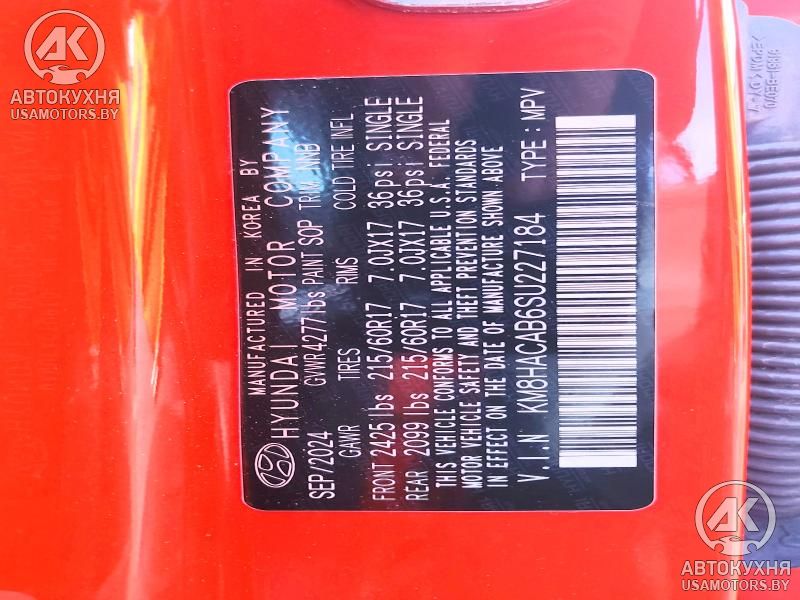 MANUFACTURED IN KOREA BY
HYUNDAI MOTOR COMPANY
SEP/2024 GVWR4277lbs PAINT SOP TRIM NNB
GAWR TIRES RIMS COLD TIRE INFL
FRONT 2425 lbs 215/60R17 7.0JX17 36psi SINGLE
REAR 2099 lbs 215/60R17 7.0JX17 36psi SINGLE
THIS VEHICLE CONFORMS TO ALL APPLICABLE U.S.A. FEDERAL
MOTOR VEHICLE SAFETY AND THEFT PREVENTION STANDARDS
IN EFFECT ON THE DATE OF MANUFACTURE SHOWN ABOVE
V.I.N KM8HACAB6SU227184 TYPE : MPV
АК
АВТОКУХНЯ
USAMOTORS.BY
АК
АВТОКУХНЯ
USAMOTORS.BY